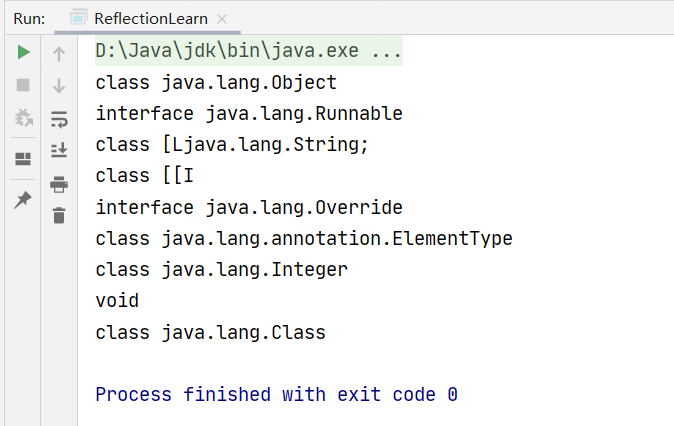 Run: ReflectionLearn
D:\Java\jdk\bin\java.exe ...
class java.lang.Object
interface java.lang.Runnable
class [Ljava.lang.String;
class [[I
interface java.lang.Override
class java.lang.annotation.ElementType
class java.lang.Integer
void
class java.lang.Class
Process finished with exit code 0